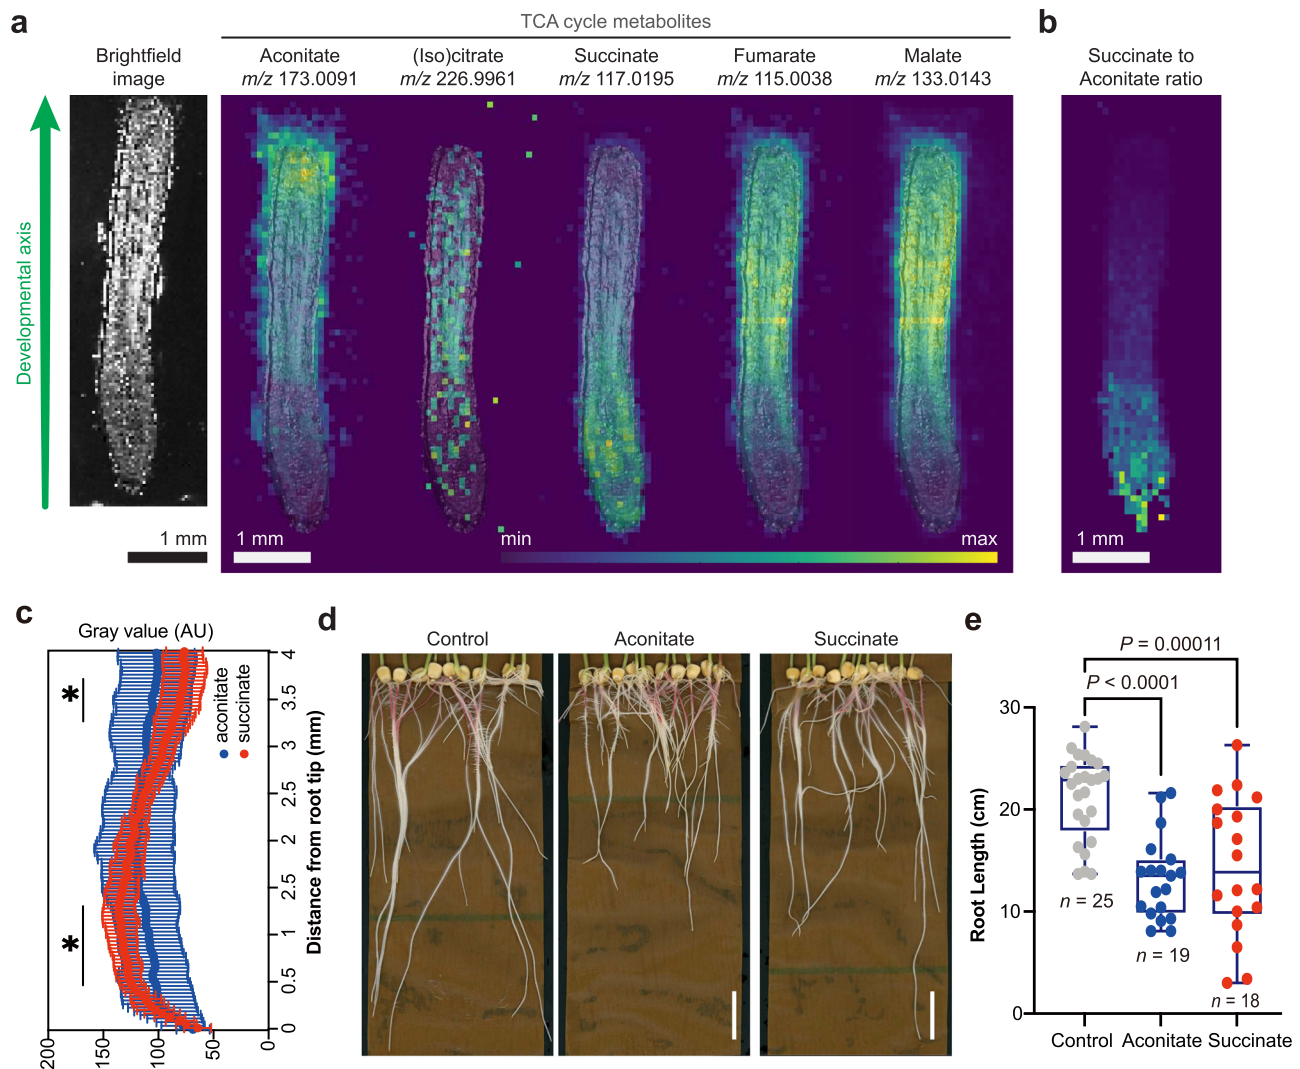 a
TCA cycle metabolites
b
Brightfield
image
Aconitate
m/z 173.0091
(Iso)citrate
m/z 226.9961
Succinate
m/z 117.0195
Fumarate
m/z 115.0038
Malate
m/z 133.0143
Succinate to
Aconitate ratio
Developmental axis
1 mm
1 mm
min
max
1 mm
c
Gray value (AU)
aconitate
succinate
*
*
4
3.5
3
2.5
2
2.5
1
0.5
0
Distance from root tip (mm)
200
150
100
50
0
d
Control
Aconitate
Succinate
e
P = 0.00011
P < 0.0001
30
20
10
0
Root Length (cm)
n = 25
n = 19
n = 18
Control
Aconitate
Succinate